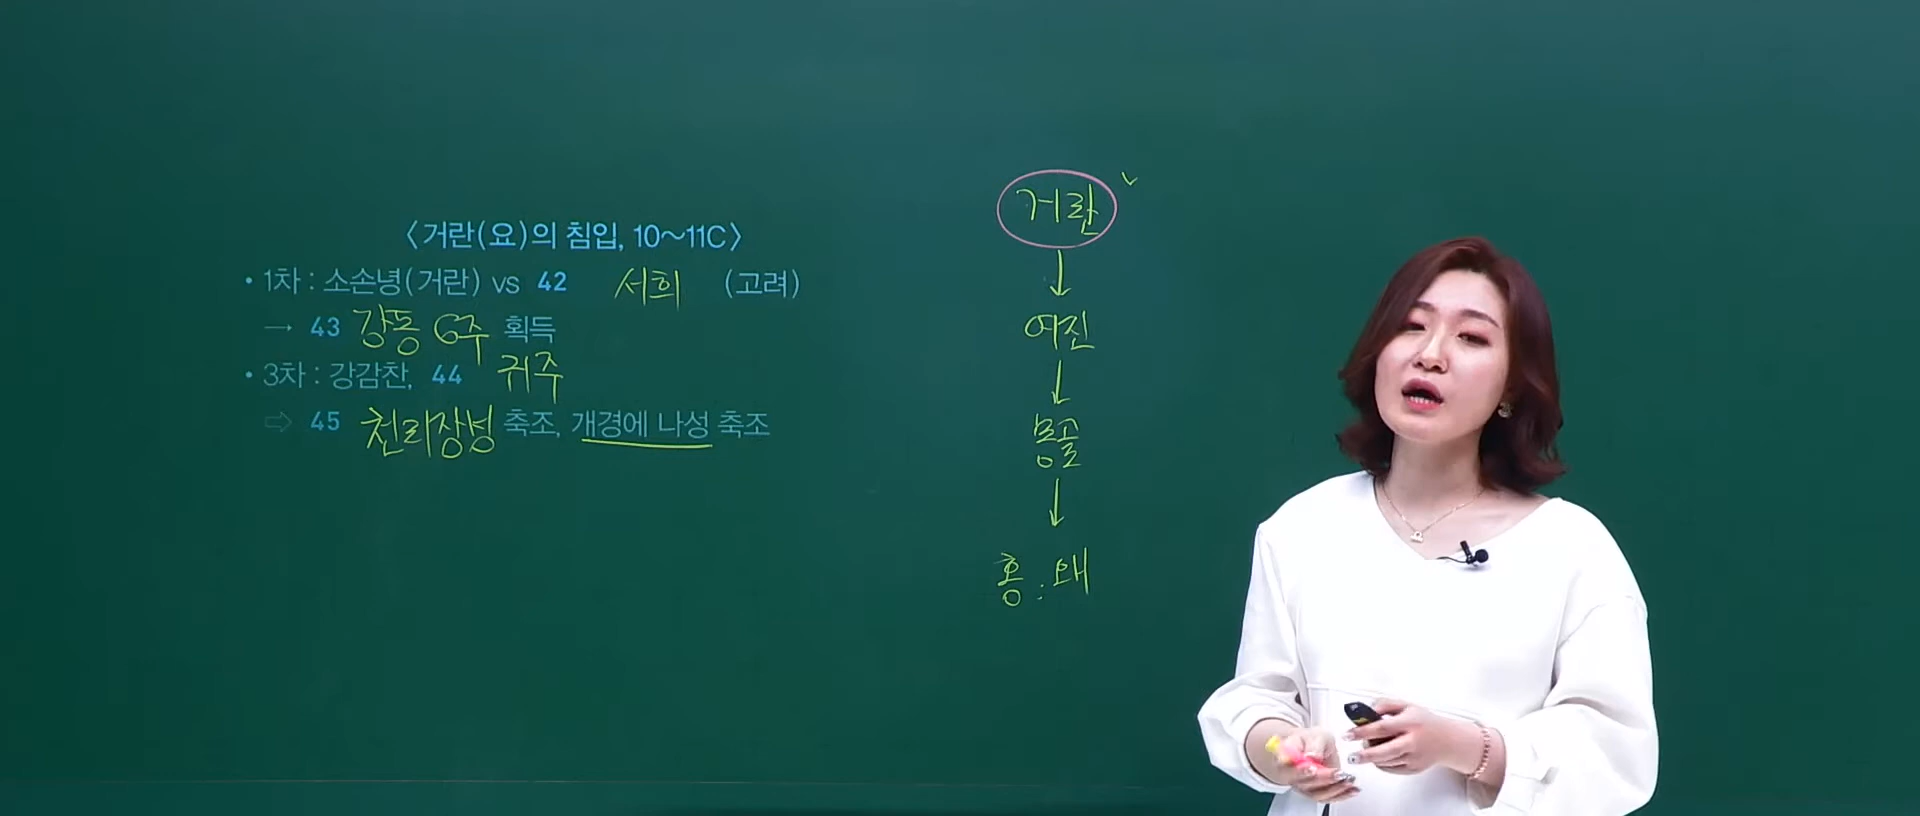 〈거란(요)의 침입, 10~11C〉
• 1차 : 소손녕(거란) vs 42 서희 (고려)
→ 43 강동 6주 획득
• 3차 : 강감찬, 44 귀주
⇨ 45 천리장성 축조, 개경에 나성 축조
거란 ✓
↓
여진
↓
몽골
↓
홍 : 왜